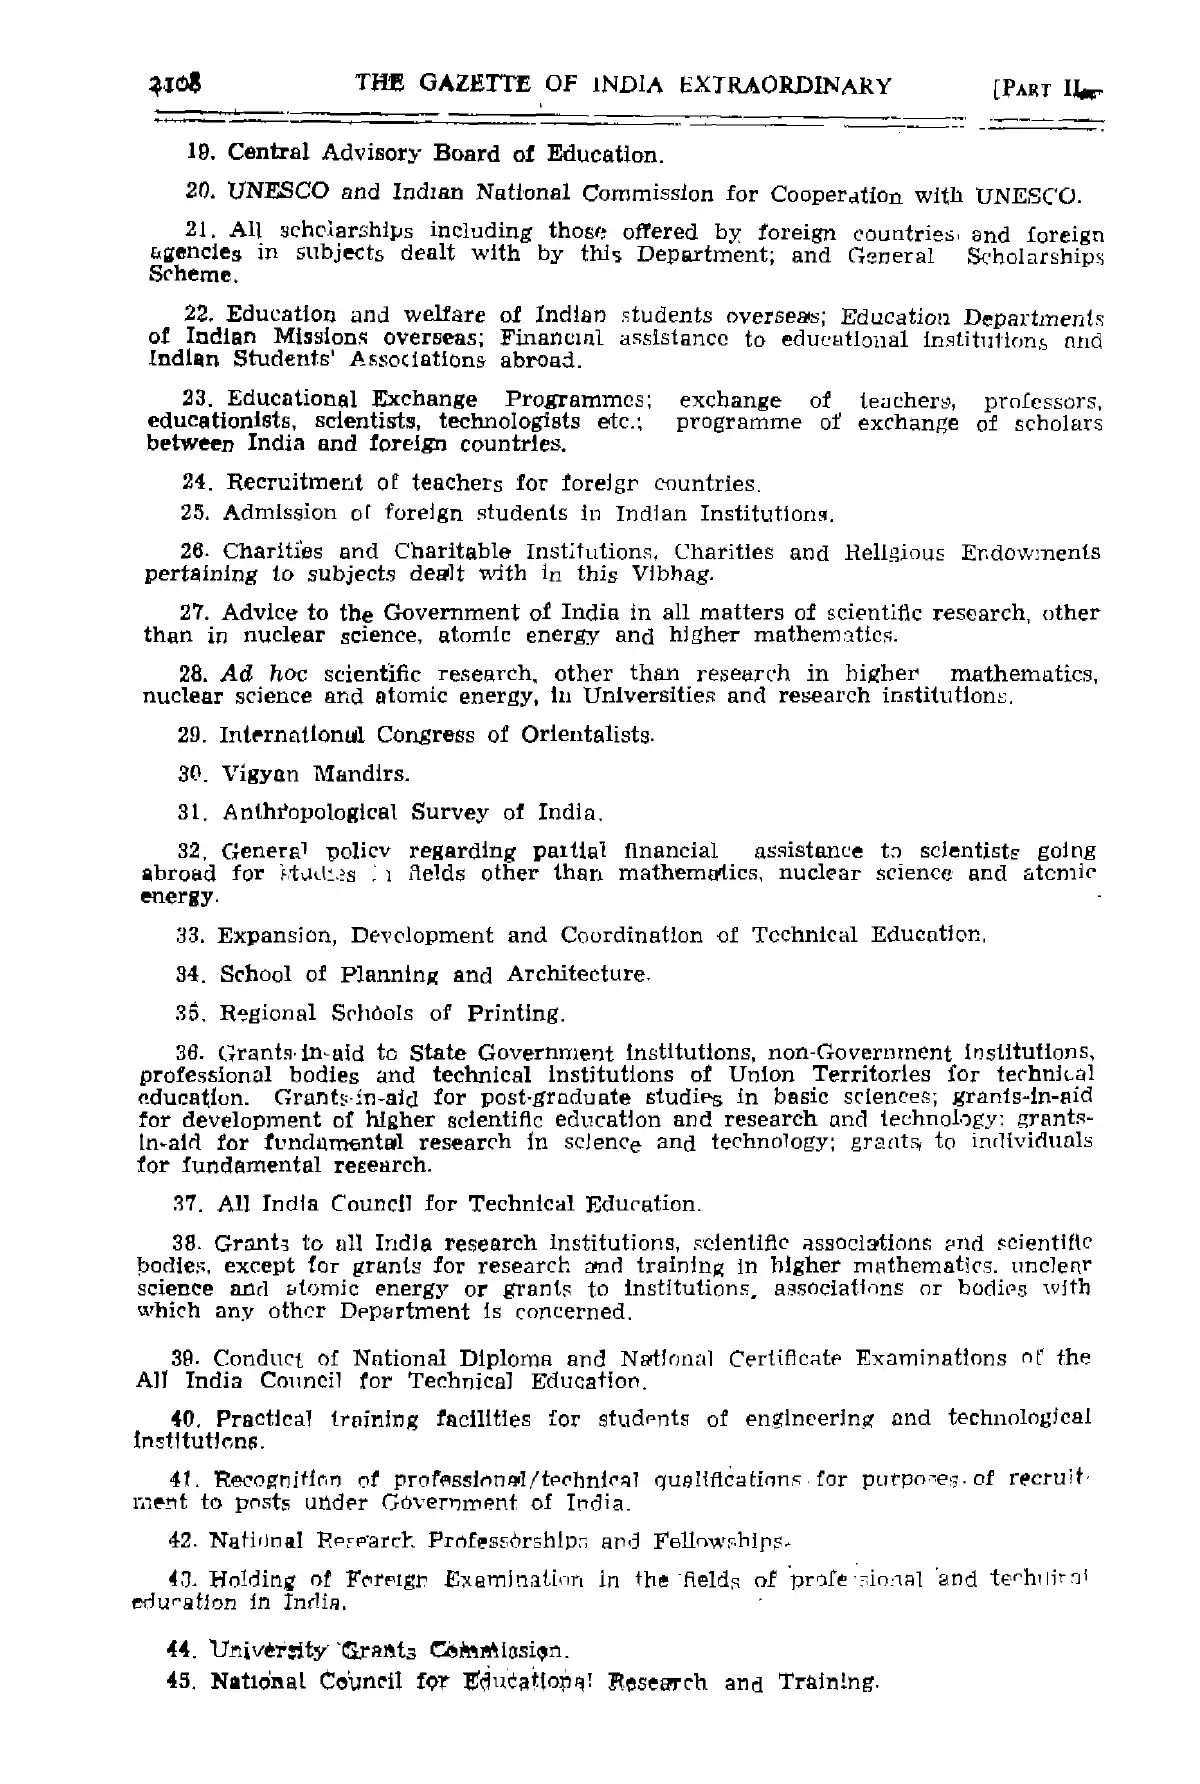 2108 THE GAZETTE OF INDIA EXTRAORDINARY [PART II—
19. Central Advisory Board of Education.
20. UNESCO and Indian National Commission for Cooperation with UNESCO.
21. All scholarships including those offered by foreign countries, and foreign
agencies in subjects dealt with by this Department; and General Scholarships
Scheme.
22. Education and welfare of Indian students overseas; Education Departments
of Indian Missions overseas; Financial assistance to educational institutions and
Indian Students' Associations abroad.
23. Educational Exchange Programmes; exchange of teachers, professors,
educationists, scientists, technologists etc.; programme of exchange of scholars
between India and foreign countries.
24. Recruitment of teachers for foreign countries.
25. Admission of foreign students in Indian Institutions.
26. Charities and Charitable Institutions, Charities and Religious Endowments
pertaining to subjects dealt with in this Vibhag.
27. Advice to the Government of India in all matters of scientific research, other
than in nuclear science, atomic energy and higher mathematics.
28. Ad hoc scientific research, other than research in higher mathematics,
nuclear science and atomic energy, in Universities and research institutions.
29. International Congress of Orientalists.
30. Vigyan Mandirs.
31. Anthropological Survey of India.
32. General policy regarding partial financial assistance to scientists going
abroad for studies in fields other than mathematics, nuclear science and atomic
energy.
33. Expansion, Development and Coordination of Technical Education.
34. School of Planning and Architecture.
35. Regional Schools of Printing.
36. Grants-in-aid to State Government institutions, non-Government institutions,
professional bodies and technical institutions of Union Territories for technical
education. Grants-in-aid for post-graduate studies in basic sciences; grants-in-aid
for development of higher scientific education and research and technology; grants-
in-aid for fundamental research in science and technology; grants to individuals
for fundamental research.
37. All India Council for Technical Education.
38. Grants to all India research institutions, scientific associations and scientific
bodies, except for grants for research and training in higher mathematics. unclear
science and atomic energy or grants to institutions, associations or bodies with
which any other Department is concerned.
39. Conduct of National Diploma and National Certificate Examinations of the
All India Council for Technical Education.
40. Practical training facilities for students of engineering and technological
institutions.
41. Recognition of professional/technical qualifications for purposes of recruit-
ment to posts under Government of India.
42. National Research Professorships and Fellowships.
43. Holding of Foreign Examination in the fields of professional and technical
education in India.
44. University Grants Commission.
45. National Council for Educational Research and Training.